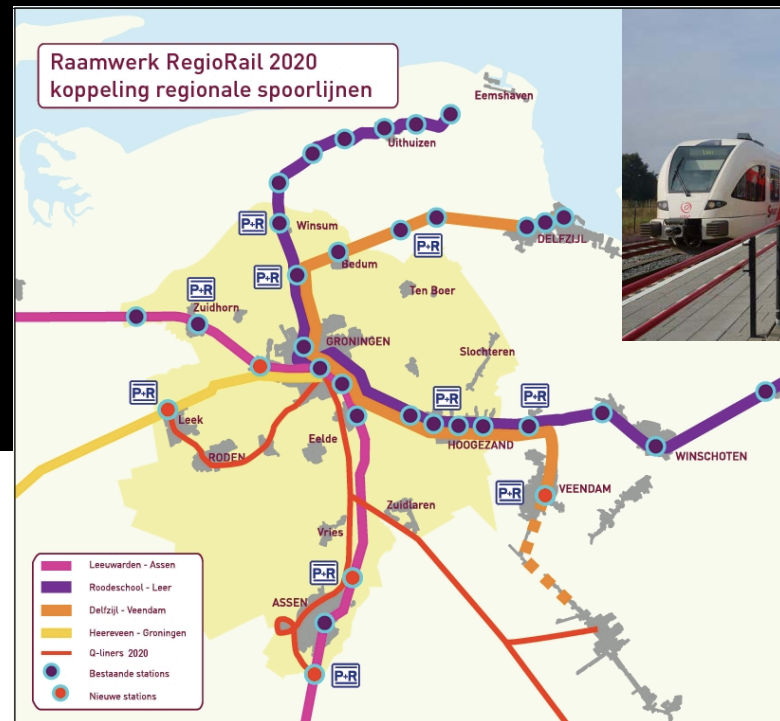 Raamwerk RegioRail 2020
koppeling regionale spoorlijnen
Eemshaven
Uithuizen
P+R
Winsum
DELFZIJL
P+R
P+R
Bedum
P+R
Zuidhorn
Ten Boer
GRONINGEN
Slochteren
P+R
P+R
P+R
Leek
HOOGEZAND
Eelde
RODEN
WINSCHOTEN
P+R
VEENDAM
Zuidlaren
Vries
P+R
ASSEN
P+R
Leeuwarden - Assen
Roodeschool - Leer
Delfzijl - Veendam
Heereveen - Groningen
Q-liners 2020
Bestaande stations
Nieuwe stations